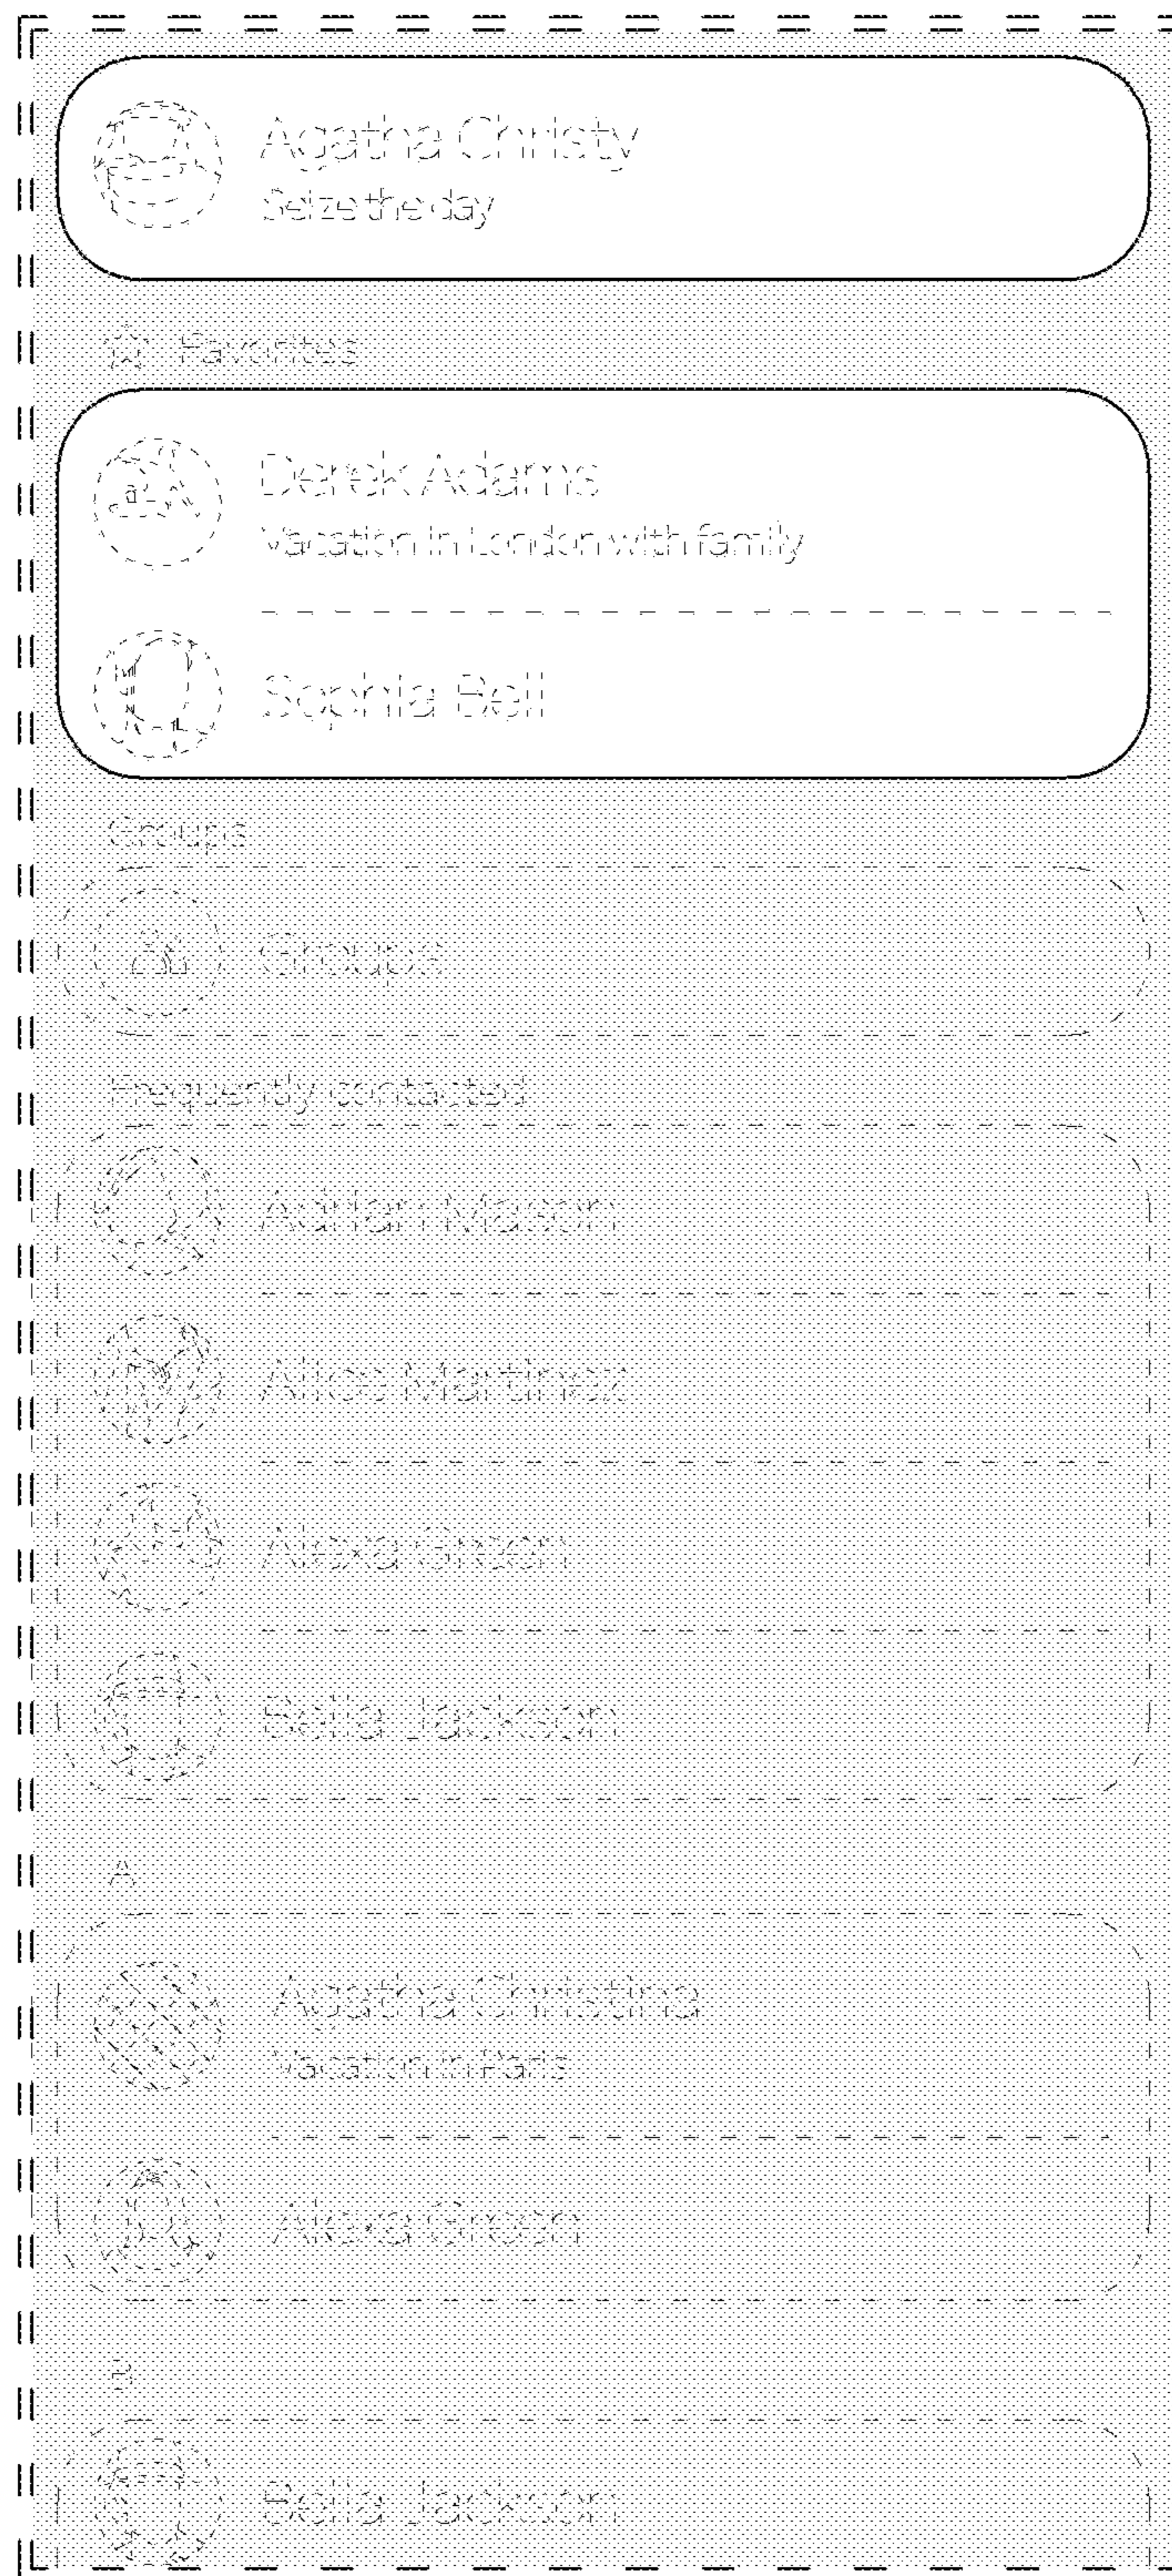 Agatha Christy
Seize the day
Favorites
Derek Adams
Vacation in London with family
Sophia Bell
Groups
Groups
Frequently contacted
Adrian Mason
Alice Martinez
Alexa Green
Bella Jackson
A
Agatha Christina
Vacation in Paris
Alexa Green
B
Bella Jackson